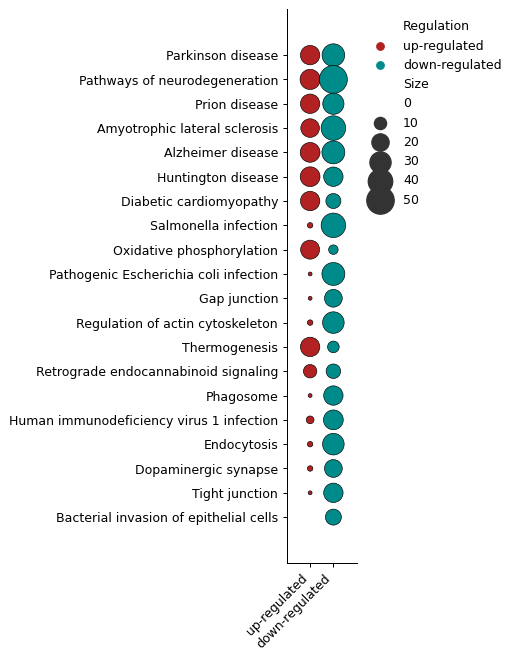 Parkinson disease
Pathways of neurodegeneration
Prion disease
Amyotrophic lateral sclerosis
Alzheimer disease
Huntington disease
Diabetic cardiomyopathy
Salmonella infection
Oxidative phosphorylation
Pathogenic Escherichia coli infection
Gap junction
Regulation of actin cytoskeleton
Thermogenesis
Retrograde endocannabinoid signaling
Phagosome
Human immunodeficiency virus 1 infection
Endocytosis
Dopaminergic synapse
Tight junction
Bacterial invasion of epithelial cells
up-regulated
down-regulated
Regulation
up-regulated
down-regulated
Size
0
10
20
30
40
50